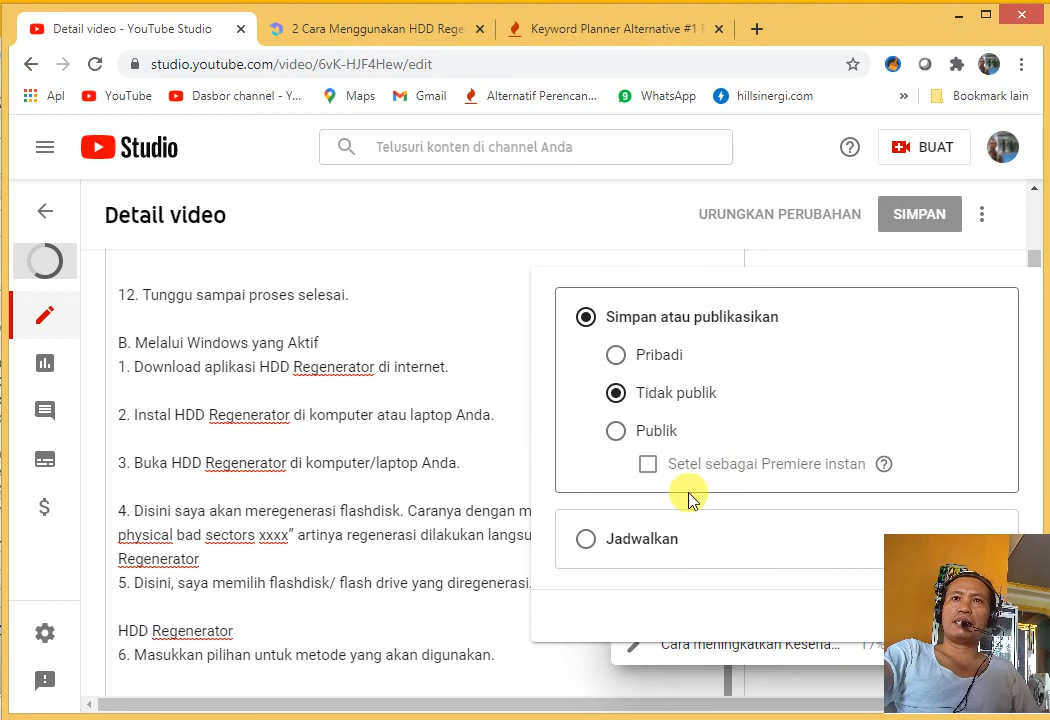 Detail video - YouTube Studio
2 Cara Menggunakan HDD Rege
Keyword Planner Alternative #1 F
studio.youtube.com/video/6vK-HJF4Hew/edit
Apl
YouTube
Dasbor channel - Y...
Maps
Gmail
Alternatif Perencan...
WhatsApp
hillsinergi.com
»
Bookmark lain
Studio
Telusuri konten di channel Anda
BUAT
Detail video
URUNGKAN PERUBAHAN
SIMPAN
12. Tunggu sampai proses selesai.
B. Melalui Windows yang Aktif
1. Download aplikasi HDD Regenerator di internet.
2. Instal HDD Regenerator di komputer atau laptop Anda.
3. Buka HDD Regenerator di komputer/laptop Anda.
4. Disini saya akan meregenerasi flashdisk. Caranya dengan m
physical bad sectors xxxx” artinya regenerasi dilakukan langsu
Regenerator
5. Disini, saya memilih flashdisk/ flash drive yang diregenerasi.
HDD Regenerator
6. Masukkan pilihan untuk metode yang akan digunakan.
Simpan atau publikasikan
Pribadi
Tidak publik
Publik
Setel sebagai Premiere instan
Jadwalkan
Cara meningkatkan Kesehа... 17%